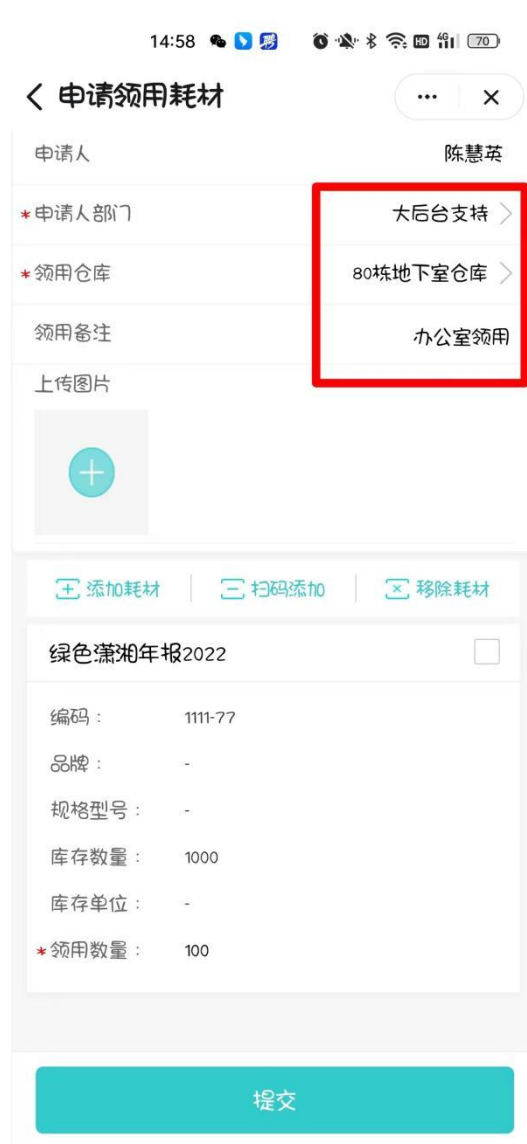 14:58 聘 HD 4G 70
申请领用耗材
申请人 陈慧英
*申请人部门 大后台支持
*领用仓库 80栋地下室仓库
领用备注 办公室领用
上传图片
添加耗材 扫码添加 移除耗材
绿色潇湘年报2022
编码: 1111-77
品牌: -
规格型号: -
库存数量: 1000
库存单位: -
*领用数量: 100
提交